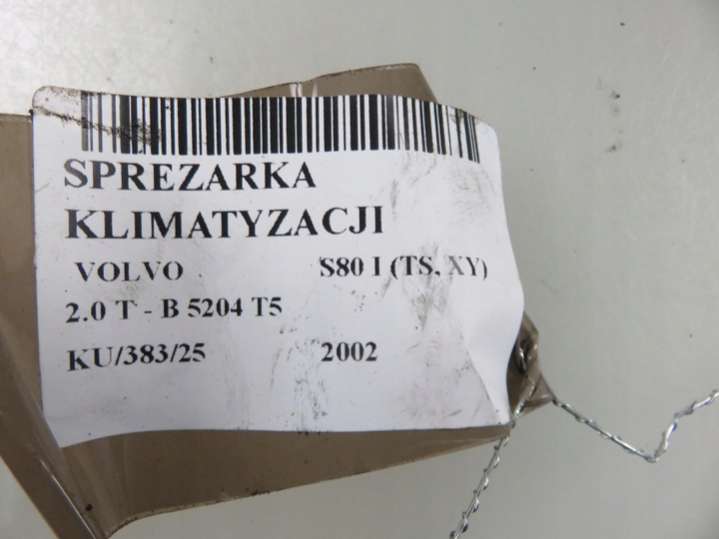 SPREZARKA
KLIMATYZACJI
VOLVO S80 I (TS, XY)
2.0 T - B 5204 T5
KU/383/25 2002